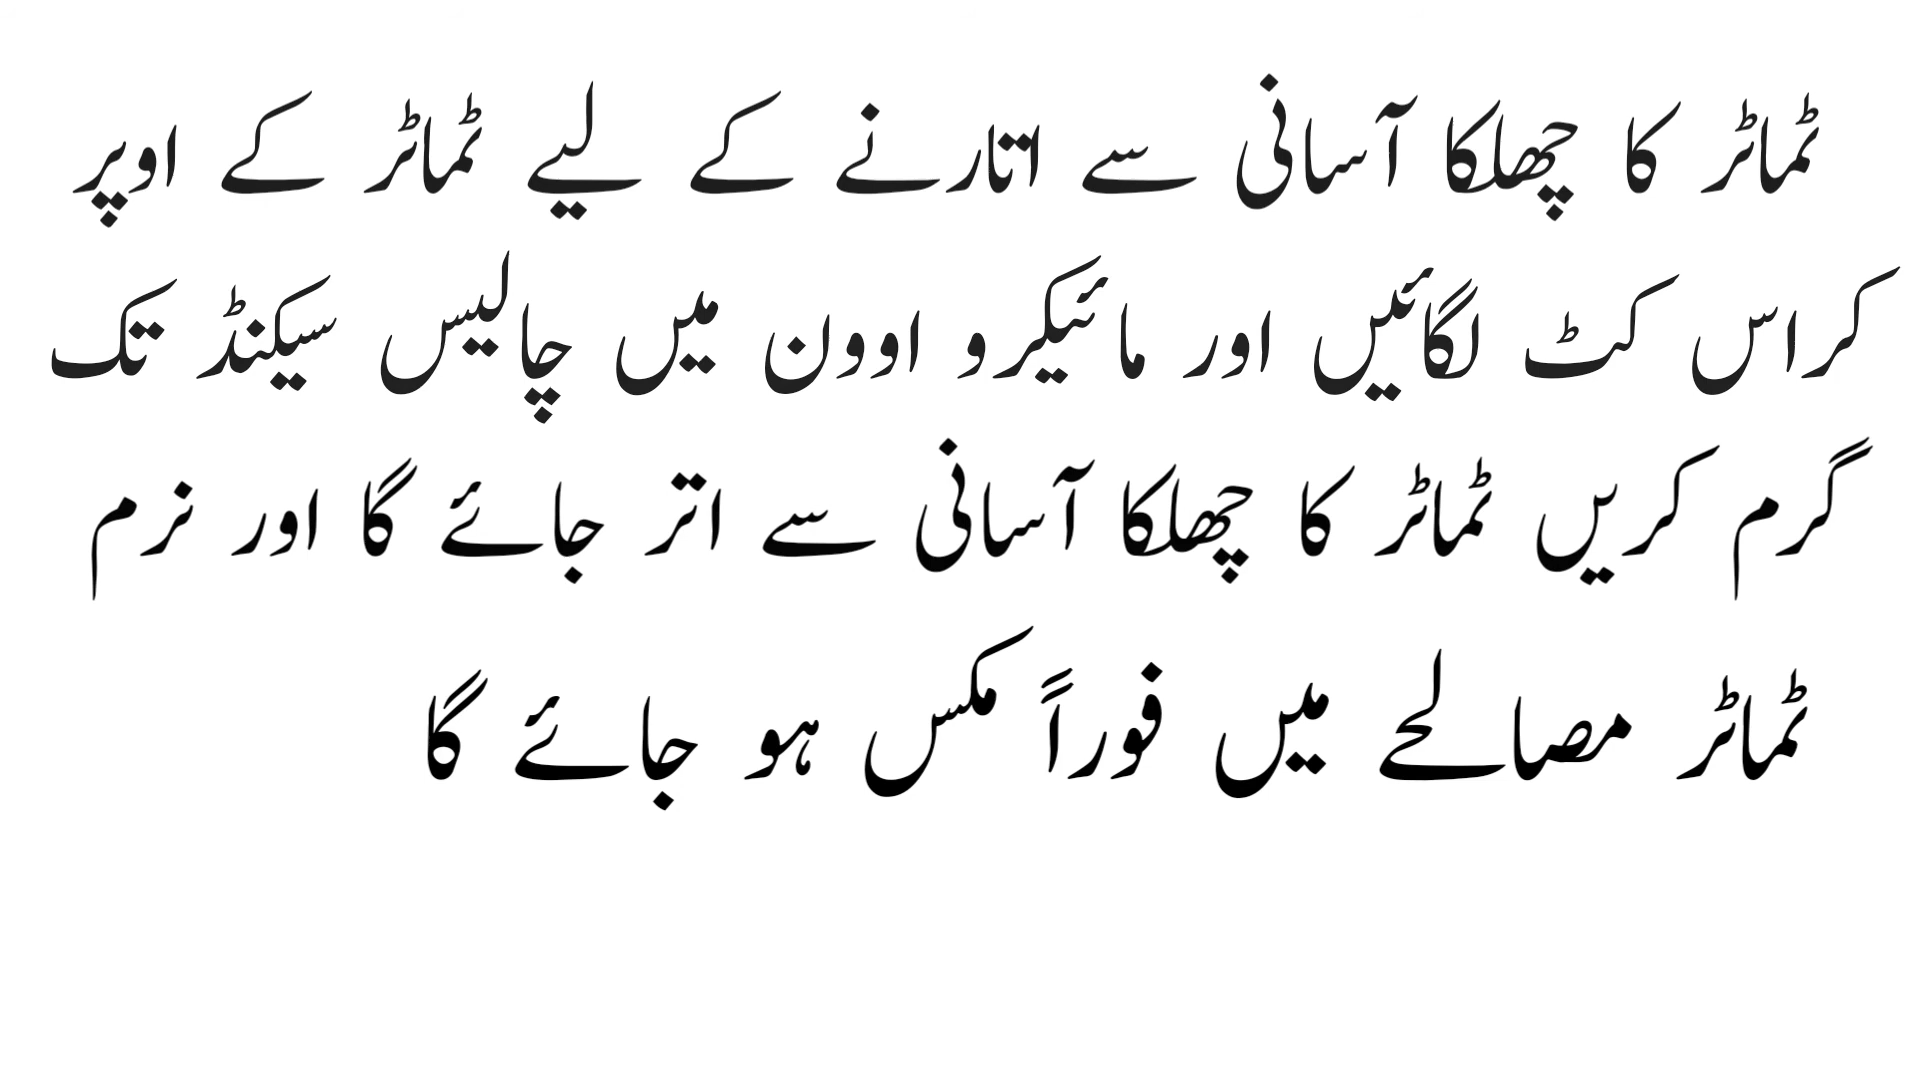 ٹماٹر کا چھلکا آسانی سے اتارنے کے لیے ٹماٹر کے اوپر
کراس کٹ لگائیں اور مائیکرو اوون میں چالیس سیکنڈ تک
گرم کریں ٹماٹر کا چھلکا آسانی سے اتر جائے گا اور نرم
ٹماٹر مصالحے میں فوراً مکس ہو جائے گا